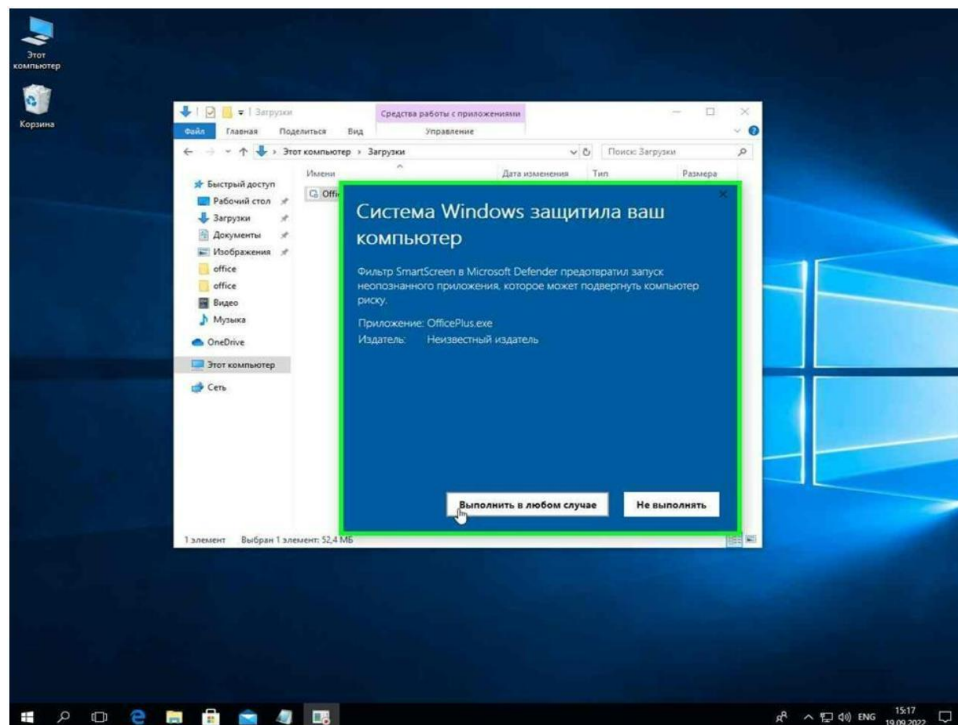 Этот
компьютер
Корзина
Загрузки
Средства работы с приложениями
Файл Главная Поделиться Вид Управление
Этот компьютер › Загрузки
Поиск: Загрузки
Имени Дата изменения Тип Размера
Быстрый доступ
Рабочий стол
Загрузки
Документы
Изображения
office
office
Видео
Музыка
OneDrive
Этот компьютер
Сеть
Offi
Система Windows защитила ваш
компьютер
Фильтр SmartScreen в Microsoft Defender предотвратил запуск
неопознанного приложения, которое может подвергнуть компьютер
риску.
Приложение: OfficePlus.exe
Издатель: Неизвестный издатель
Выполнить в любом случае Не выполнять
1 элемент Выбран 1 элемент: 52,4 МБ
ENG
15:17
19.09.2022